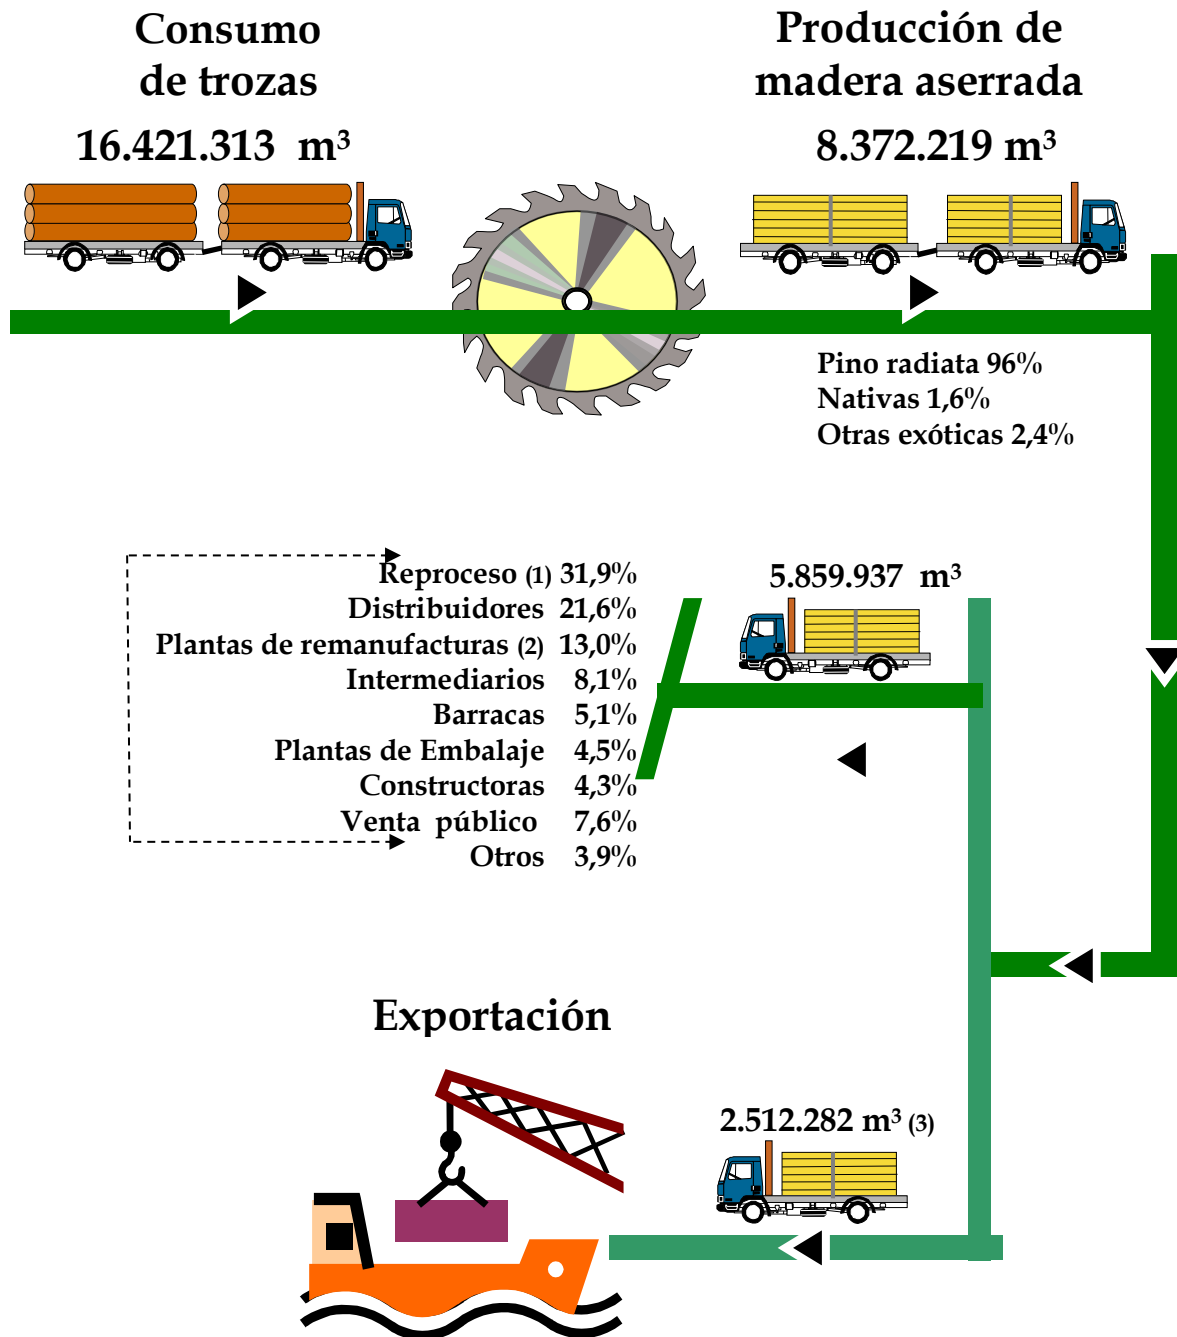 Consumo
de trozas
16.421.313 m³
Producción de
madera aserrada
8.372.219 m³
Pino radiata 96%
Nativas 1,6%
Otras exóticas 2,4%
Reproceso (1) 31,9%
Distribuidores 21,6%
Plantas de remanufacturas (2) 13,0%
Intermediarios 8,1%
Barracas 5,1%
Plantas de Embalaje 4,5%
Constructoras 4,3%
Venta público 7,6%
Otros 3,9%
5.859.937 m³
Exportación
2.512.282 m³ (3)